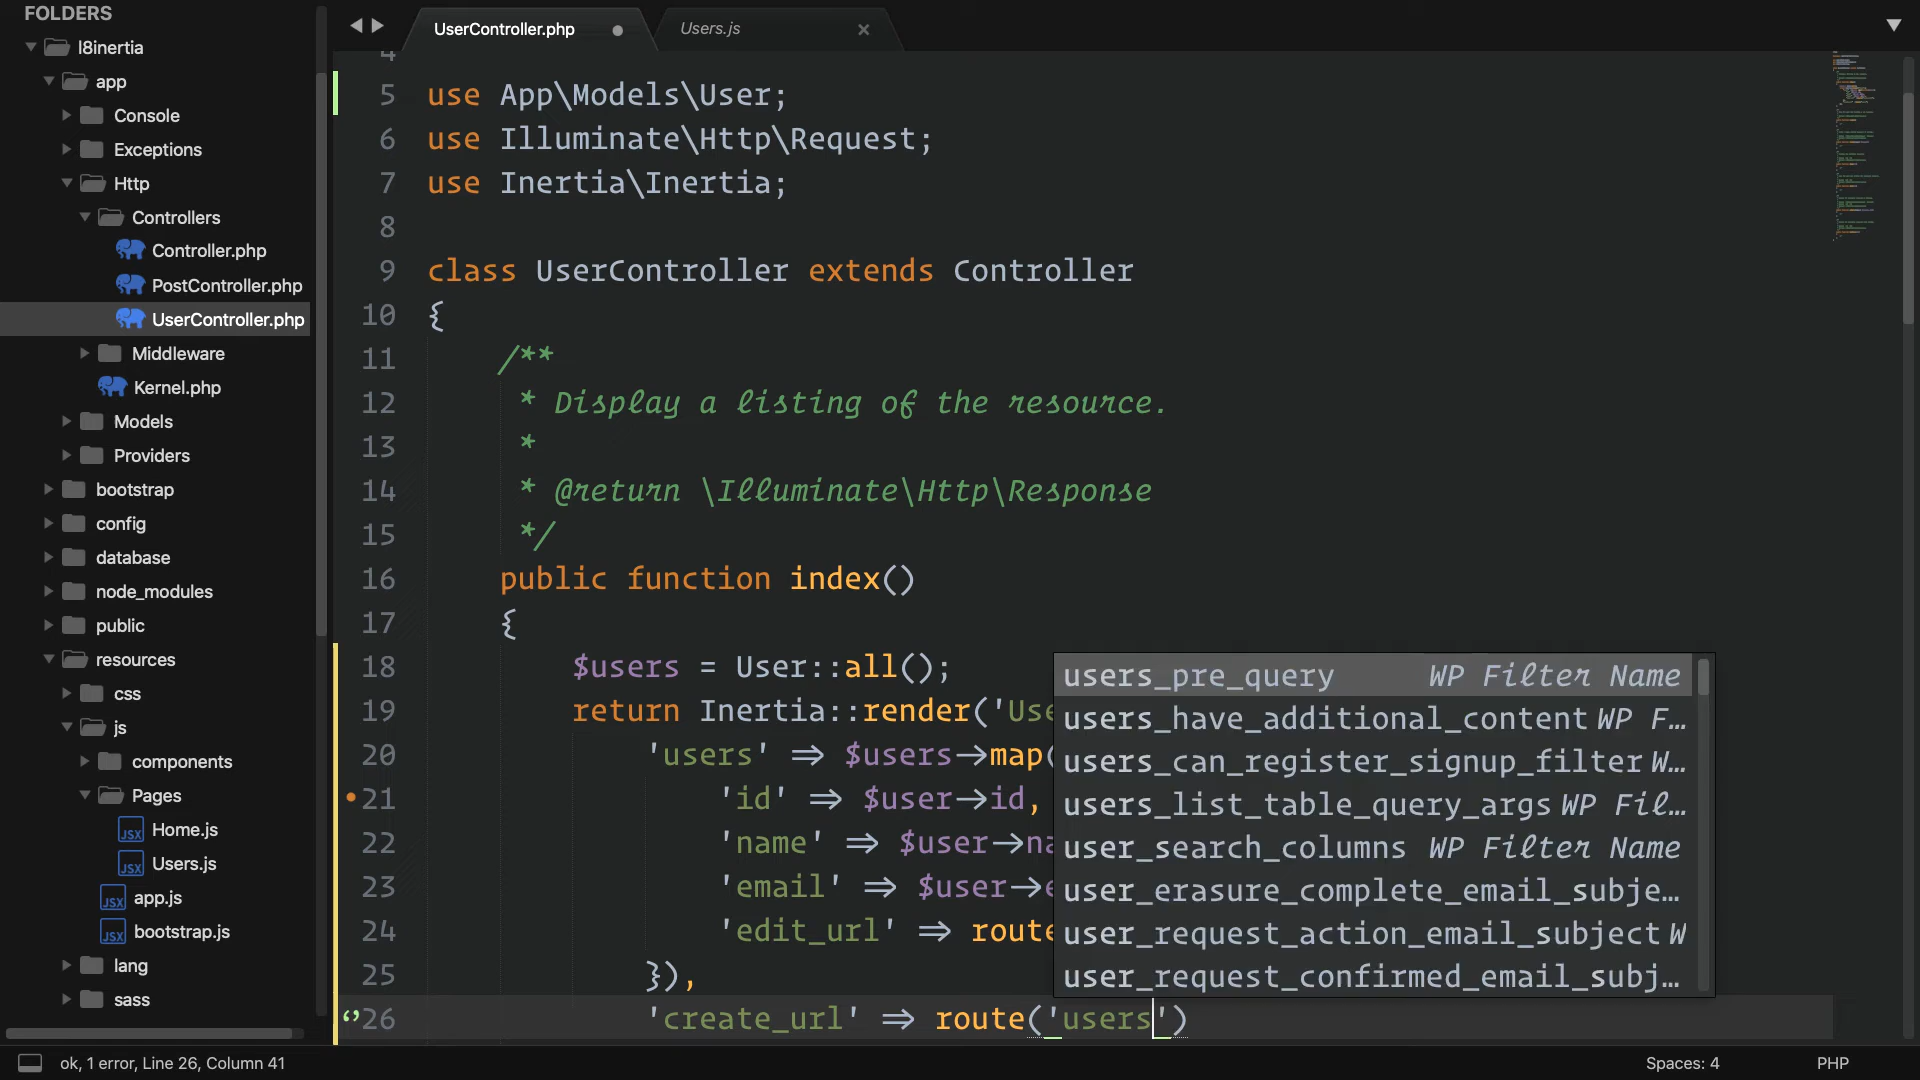 FOLDERS
l8inertia
app
Console
Exceptions
Http
Controllers
Controller.php
PostController.php
UserController.php
Middleware
Kernel.php
Models
Providers
bootstrap
config
database
node_modules
public
resources
css
js
components
Pages
Home.js
Users.js
app.js
bootstrap.js
lang
sass
UserController.php
Users.js
4
5 use App\Models\User;
6 use Illuminate\Http\Request;
7 use Inertia\Inertia;
8
9 class UserController extends Controller
10 {
11 /**
12 * Display a listing of the resource.
13 *
14 * @return \Illuminate\Http\Response
15 */
16 public function index()
17 {
18 $users = User::all();
19 return Inertia::render('Use
20 'users' => $users->map(
21 'id' => $user->id,
22 'name' => $user->na
23 'email' => $user->e
24 'edit_url' => route
25 }),
26 'create_url' => route('users')
users_pre_query WP Filter Name
users_have_additional_content WP F…
users_can_register_signup_filter W…
users_list_table_query_args WP Fil…
user_search_columns WP Filter Name
user_erasure_complete_email_subje…
user_request_action_email_subject W
user_request_confirmed_email_subj…
ok, 1 error, Line 26, Column 41
Spaces: 4
PHP